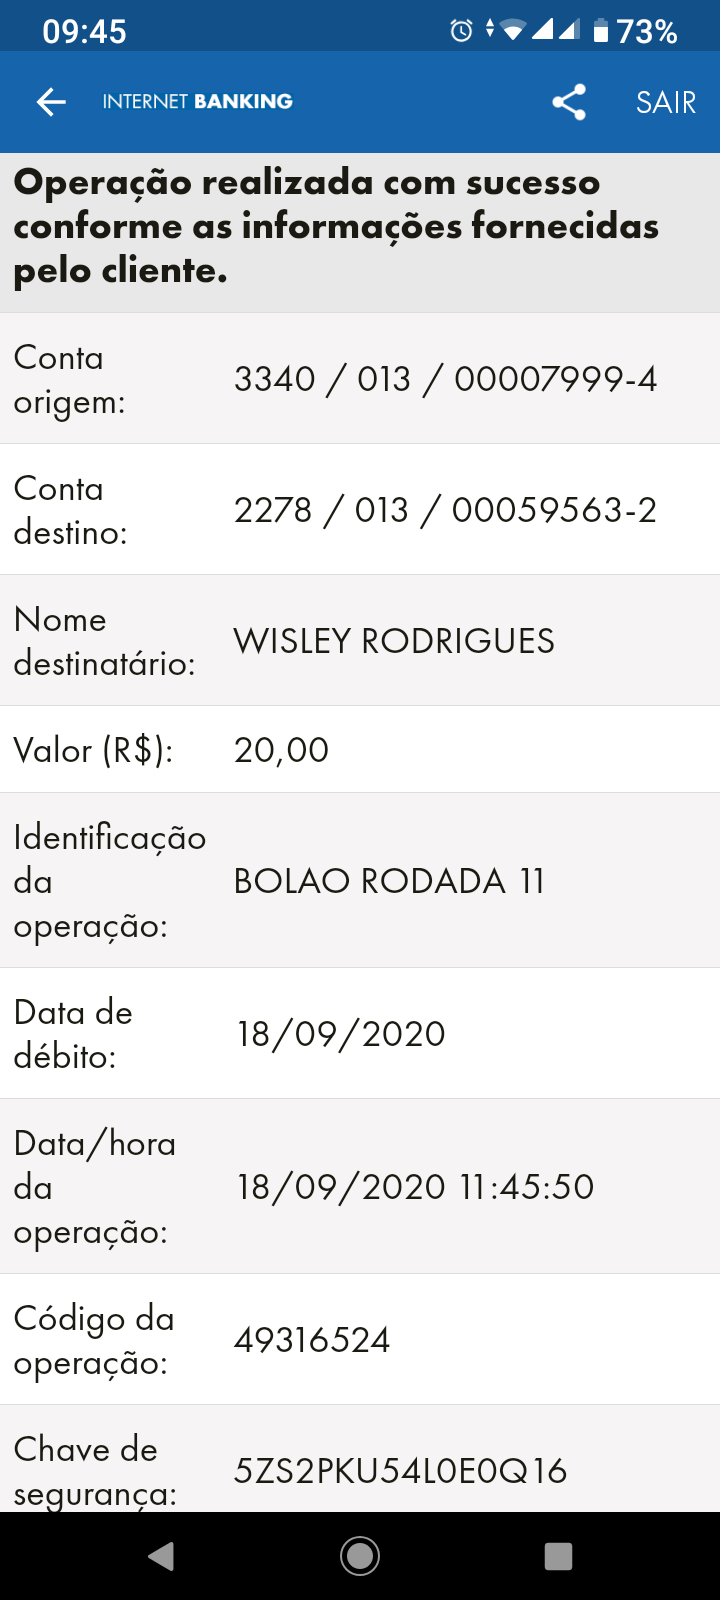 09:45
73%
INTERNET BANKING
SAIR
Operação realizada com sucesso
conforme as informações fornecidas
pelo cliente.
Conta
origem:
3340 / 013 / 00007999-4
Conta
destino:
2278 / 013 / 00059563-2
Nome
destinatário:
WISLEY RODRIGUES
Valor (R$):
20,00
Identificação
da
operação:
BOLAO RODADA 11
Data de
débito:
18/09/2020
Data/hora
da
operação:
18/09/2020 11:45:50
Código da
operação:
49316524
Chave de
segurança:
5ZS2PKU54L0E0Q16